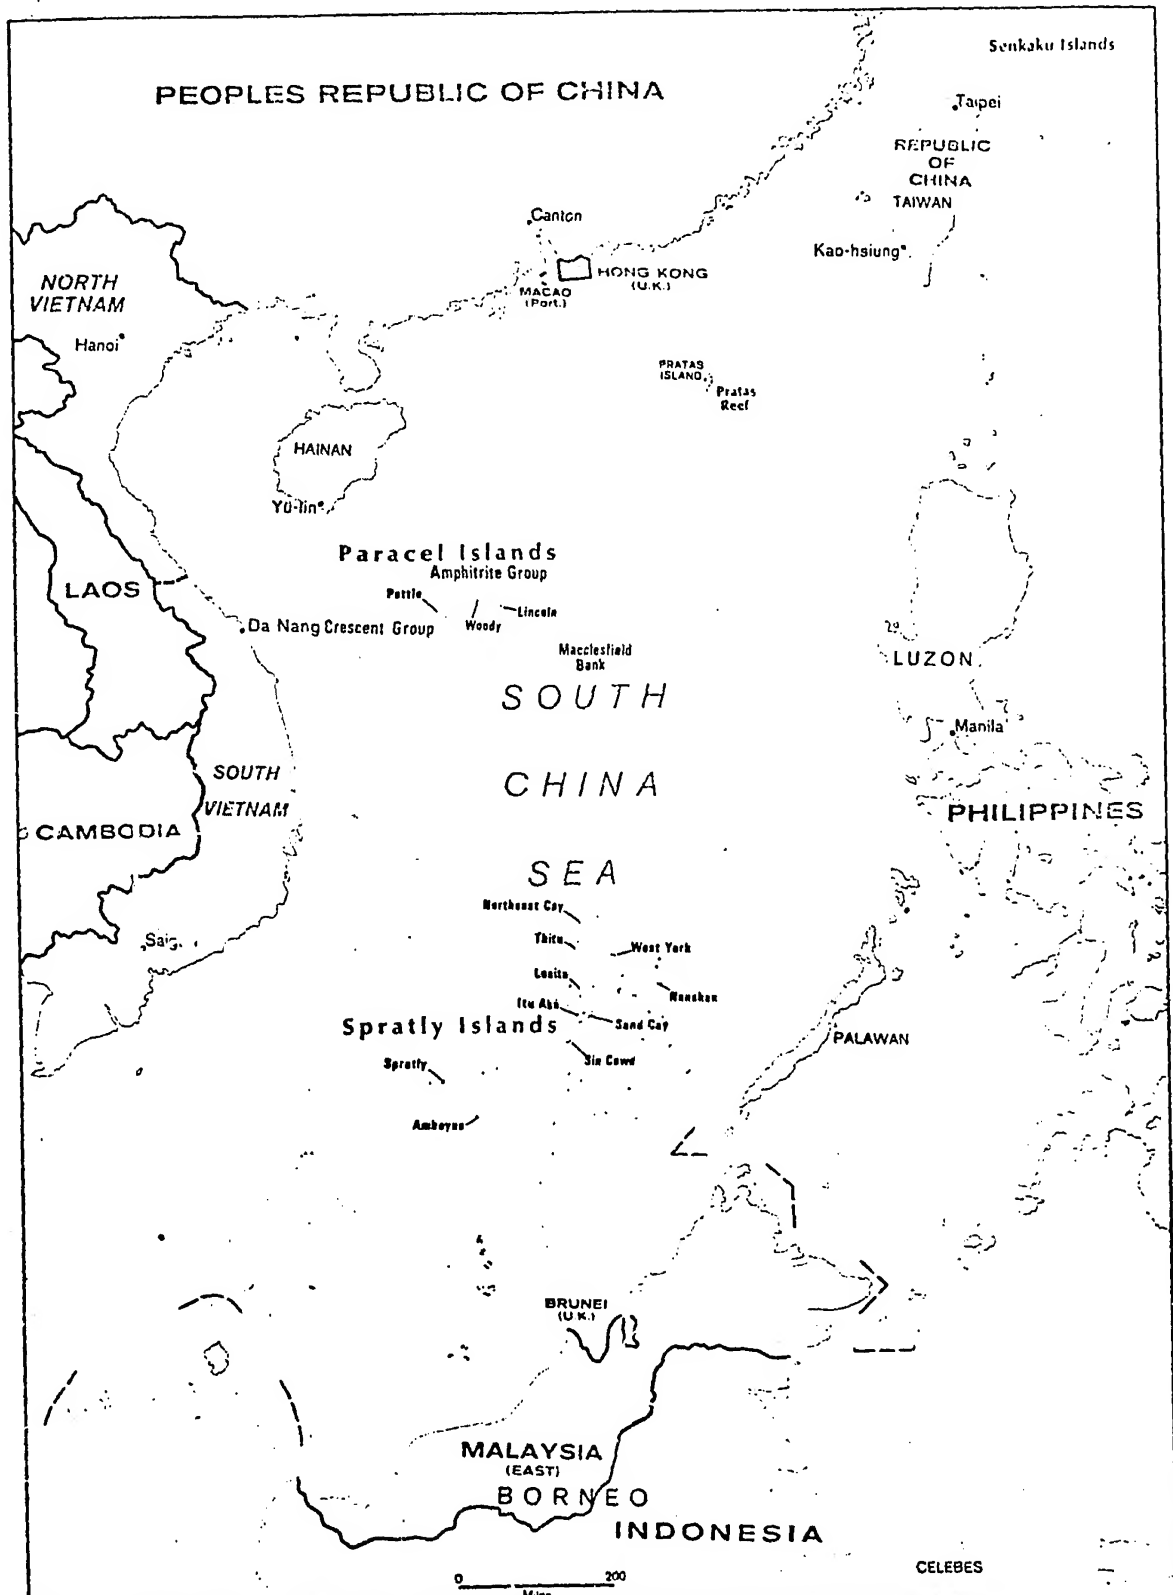 Senkaku Islands
PEOPLES REPUBLIC OF CHINA
Taipei
REPUBLIC
OF
CHINA
TAIWAN
Canton
Kao-hsiung
HONG KONG
(U.K.)
MACAO
(Port.)
NORTH
VIETNAM
Hanoi
PRATAS
ISLAND
Pratas
Reef
HAINAN
Yü-lin
Paracel Islands
Amphitrite Group
LAOS
Pattle
Lincoln
Woody
Da Nang
Crescent Group
Macclesfield
Bank
LUZON
SOUTH
CHINA
SEA
Manila
SOUTH
VIETNAM
PHILIPPINES
CAMBODIA
Northeast Cay
Thitu
West York
Saig
Loaita
Nanshan
Itu Aba
Sand Cay
Spratly Islands
PALAWAN
Sin Cowe
Spratly
Amboyna
BRUNEI
(U.K.)
MALAYSIA
(EAST)
BORNEO
INDONESIA
CELEBES
0 200
Miles